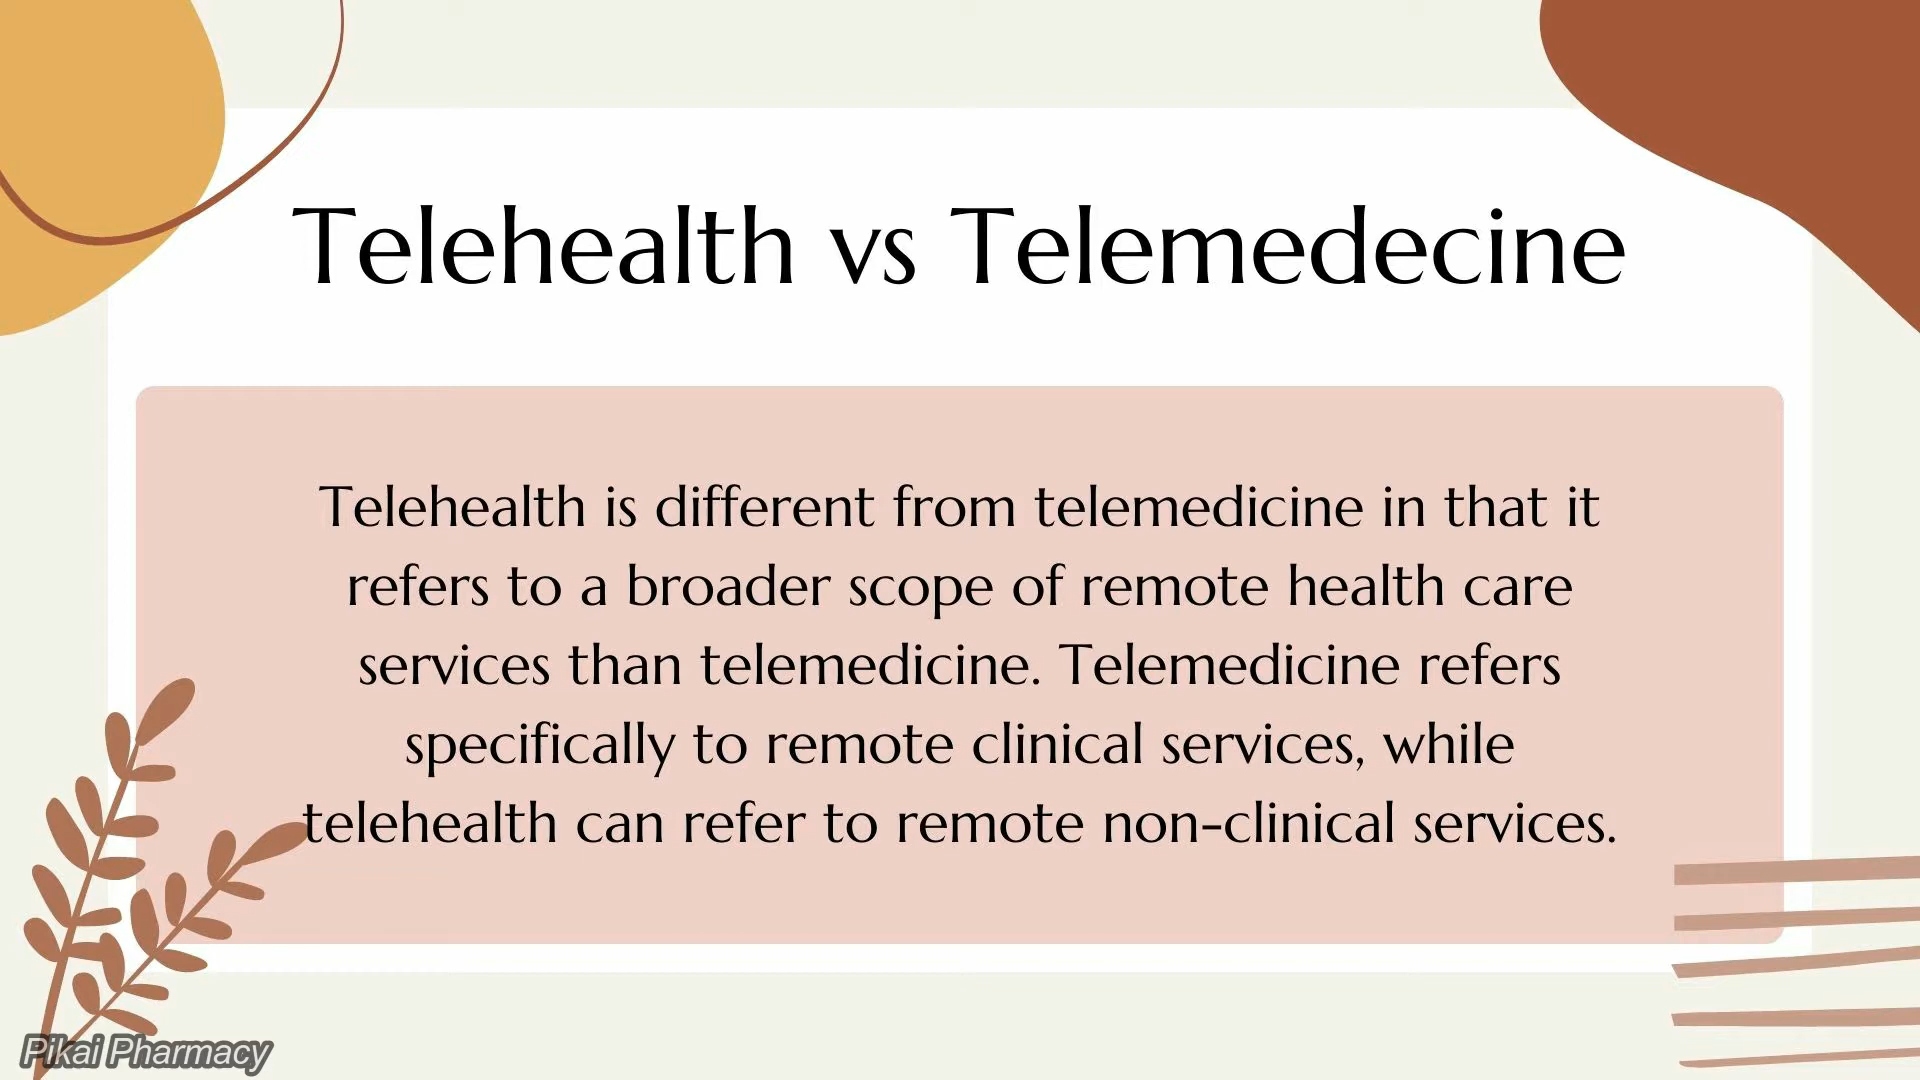 Telehealth vs Telemedecine
Telehealth is different from telemedicine in that it
refers to a broader scope of remote health care
services than telemedicine. Telemedicine refers
specifically to remote clinical services, while
telehealth can refer to remote non-clinical services.
Pikai Pharmacy